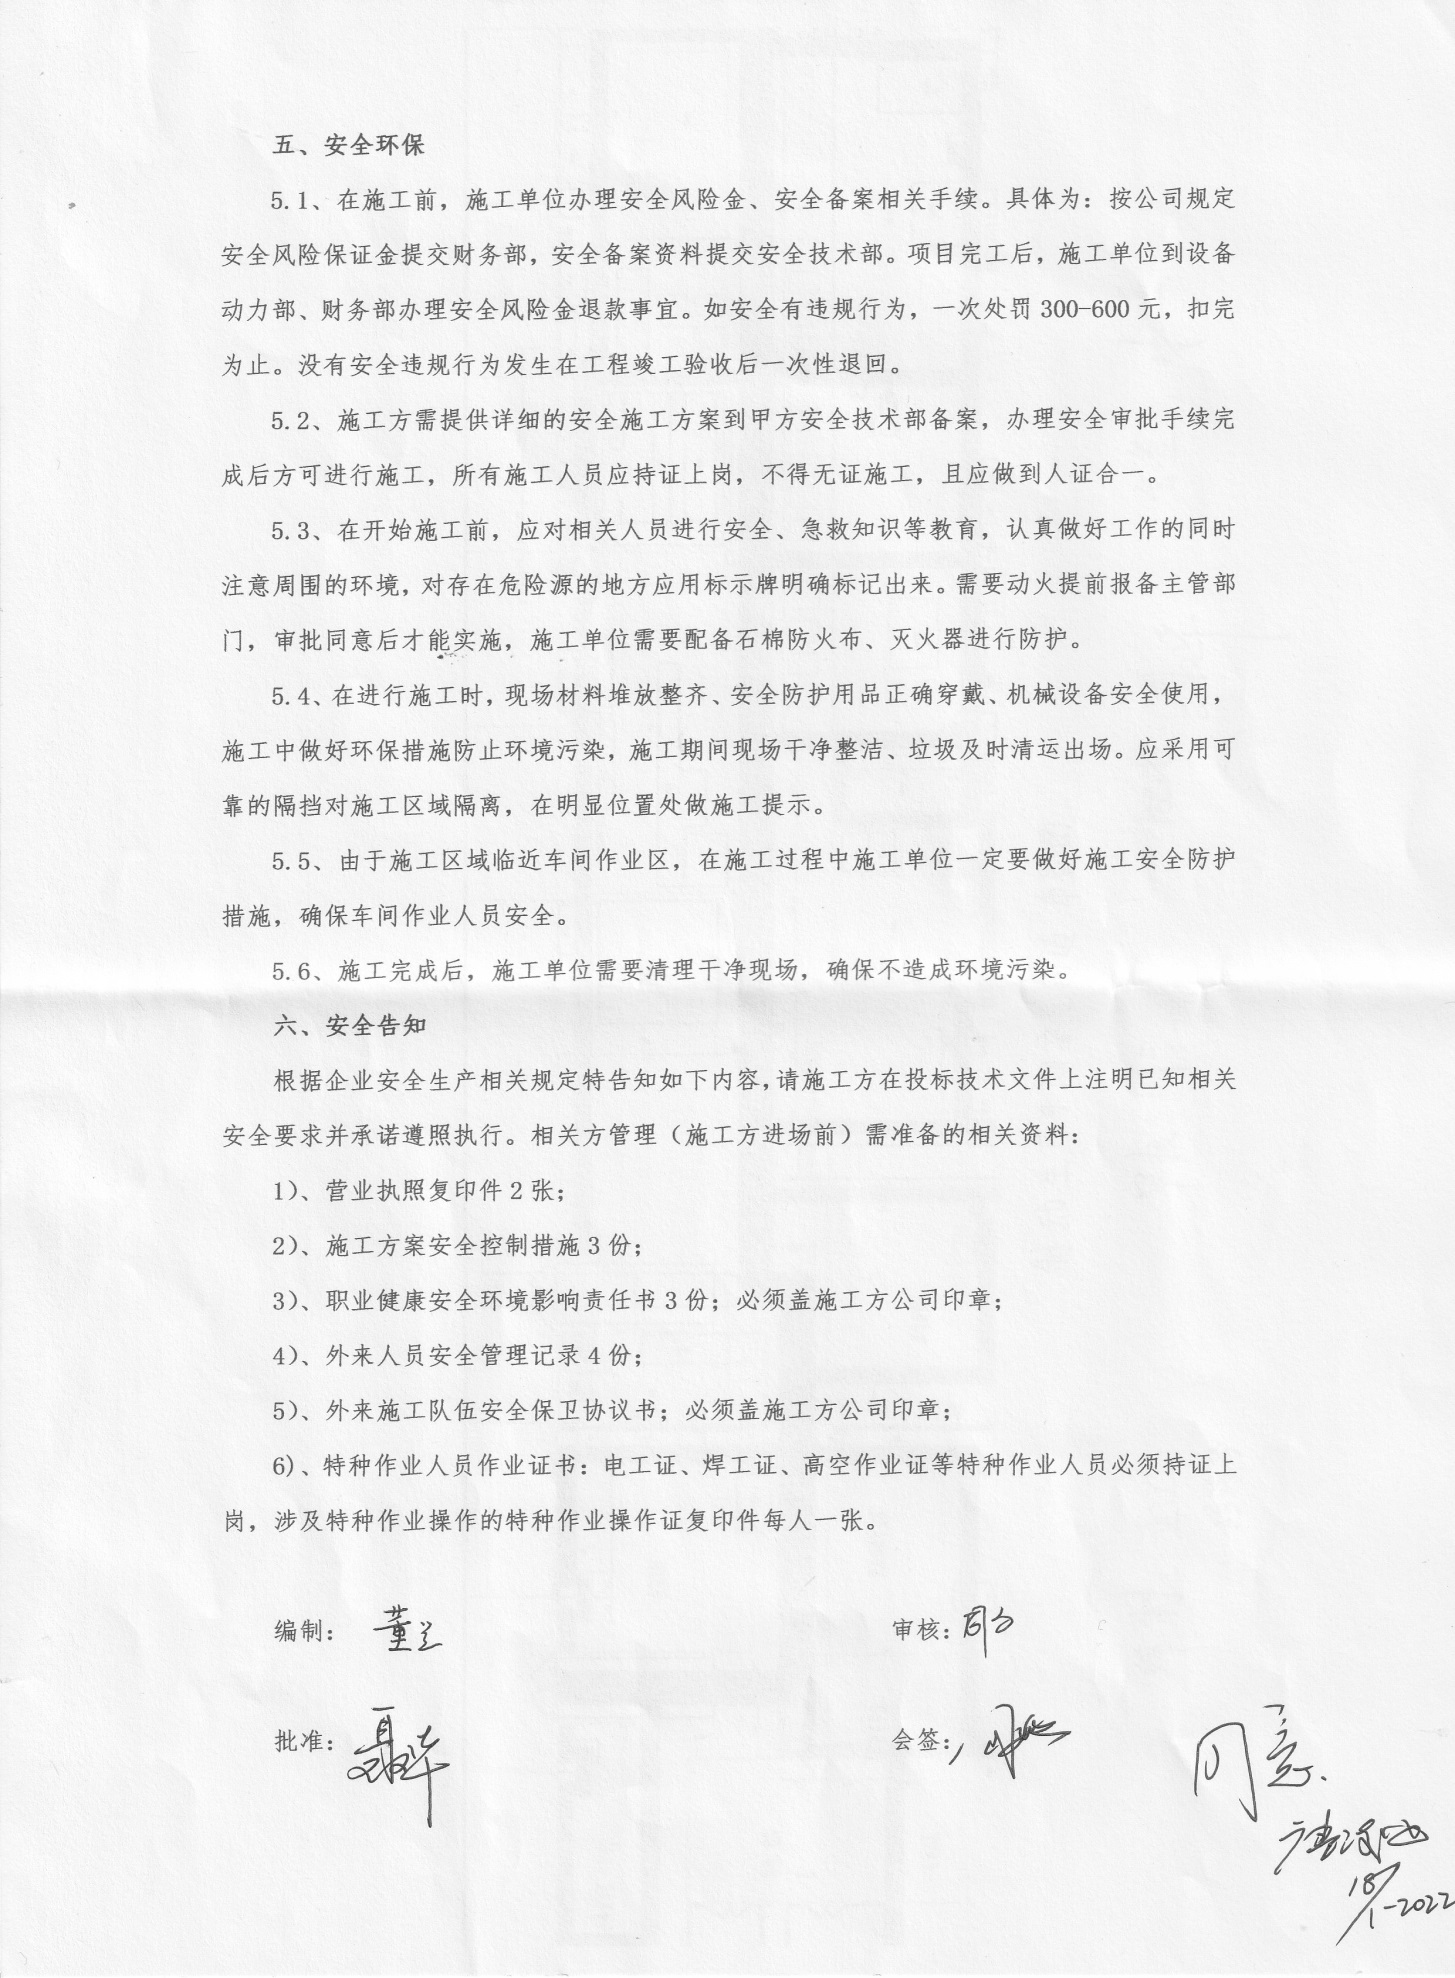 五、安全环保
5.1、在施工前，施工单位办理安全风险金、安全备案相关手续。具体为：按公司规定
安全风险保证金提交财务部，安全备案资料提交安全技术部。项目完工后，施工单位到设备
动力部、财务部办理安全风险金退款事宜。如安全有违规行为，一次处罚 300-600 元，扣完
为止。没有安全违规行为发生在工程竣工验收后一次性退回。
5.2、施工方需提供详细的安全施工方案到甲方安全技术部备案，办理安全审批手续完
成后方可进行施工，所有施工人员应持证上岗，不得无证施工，且应做到人证合一。
5.3、在开始施工前，应对相关人员进行安全、急救知识等教育，认真做好工作的同时
注意周围的环境，对存在危险源的地方应用标示牌明确标记出来。需要动火提前报备主管部
门，审批同意后才能实施，施工单位需要配备石棉防火布、灭火器进行防护。
5.4、在进行施工时，现场材料堆放整齐、安全防护用品正确穿戴、机械设备安全使用，
施工中做好环保措施防止环境污染，施工期间现场干净整洁、垃圾及时清运出场。应采用可
靠的隔挡对施工区域隔离，在明显位置处做施工提示。
5.5、由于施工区域临近车间作业区，在施工过程中施工单位一定要做好施工安全防护
措施，确保车间作业人员安全。
5.6、施工完成后，施工单位需要清理干净现场，确保不造成环境污染。
六、安全告知
根据企业安全生产相关规定特告知如下内容，请施工方在投标技术文件上注明已知相关
安全要求并承诺遵照执行。相关方管理（施工方进场前）需准备的相关资料：
1）、营业执照复印件 2 张；
2）、施工方案安全控制措施 3 份；
3）、职业健康安全环境影响责任书 3 份；必须盖施工方公司印章；
4）、外来人员安全管理记录 4 份；
5）、外来施工队伍安全保卫协议书；必须盖施工方公司印章；
6)、特种作业人员作业证书：电工证、焊工证、高空作业证等特种作业人员必须持证上
岗，涉及特种作业操作的特种作业操作证复印件每人一张。
编制： 董兰 审核：
批准： 会签：
同意.
18/1-2022